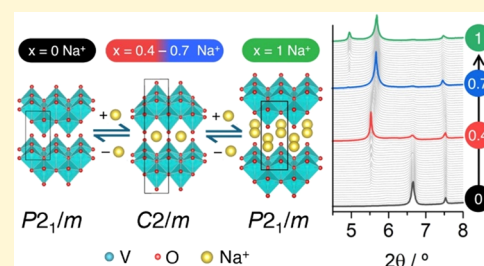 x = 0 Na⁺
x = 0.4 – 0.7 Na⁺
x = 1 Na⁺
+
−
+
−
P2₁/m
C2/m
P2₁/m
V
O
Na⁺
1
0.7
0.4
0
5 6 7 8
2θ / º